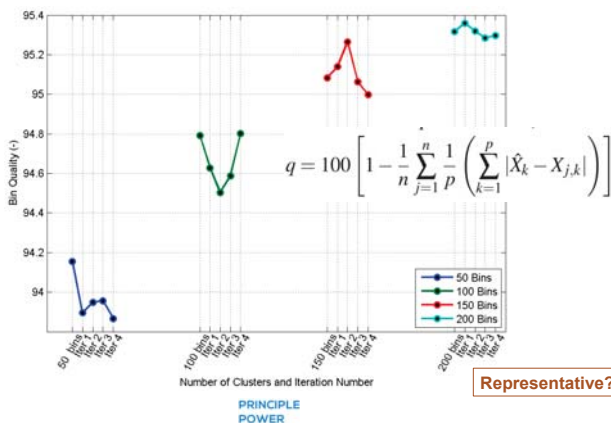 95.4
95.2
95
94.8
94.6
94.4
94.2
94
Bin Quality (-)
q = 100 [ 1 − 1/n ∑_{j=1}^{n} 1/p ( ∑_{k=1}^{p} |X̂_k − X_{j,k}| ) ]
50 Bins
100 Bins
150 Bins
200 Bins
50 bins
Iter 1
Iter 2
Iter 3
Iter 4
100 bins
Iter 1
Iter 2
Iter 3
Iter 4
150 bins
Iter 1
Iter 2
Iter 3
Iter 4
200 bins
Iter 1
Iter 2
Iter 3
Iter 4
Number of Clusters and Iteration Number
Representative?
PRINCIPLE
POWER